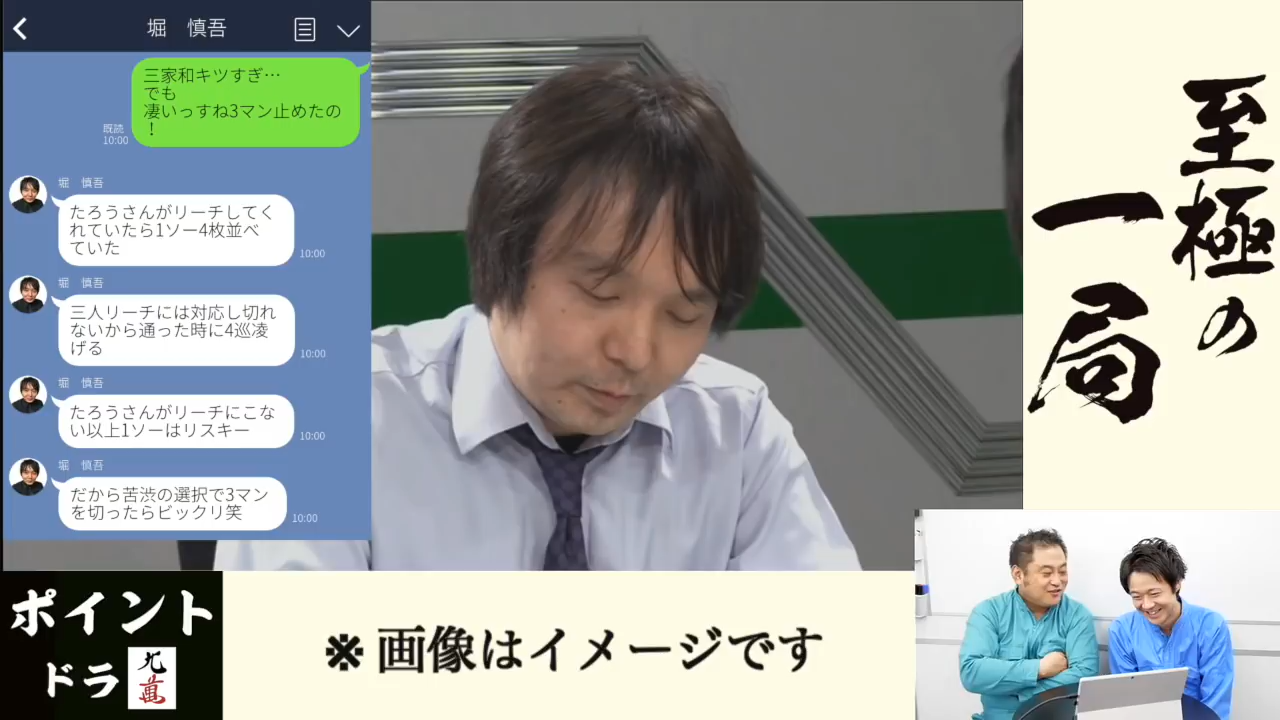 堀　慎吾
三家和キツすぎ…
でも
凄いっすね3マン止めたの
！
既読
10:00
堀　慎吾
たろうさんがリーチしてく
れていたら1ソー4枚並べ
ていた
10:00
堀　慎吾
三人リーチには対応し切れ
ないから通った時に4巡凌
げる
10:00
堀　慎吾
たろうさんがリーチにこな
い以上1ソーはリスキー
10:00
堀　慎吾
だから苦渋の選択で3マン
を切ったらビックリ笑
10:00
至極の
一局
ポイント
ドラ
九萬
※画像はイメージです